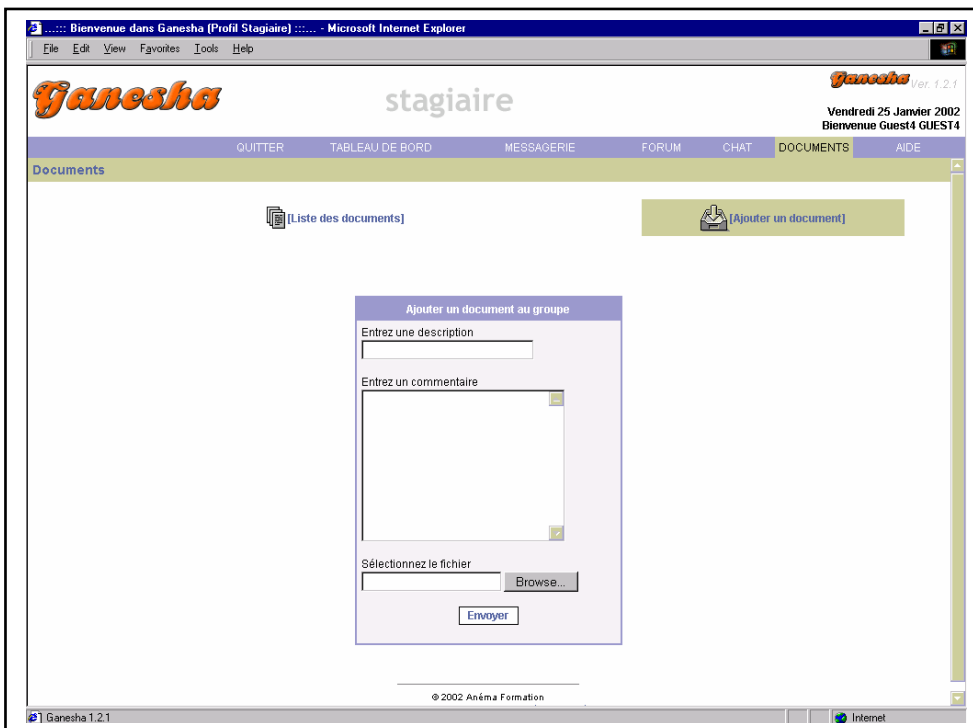 ...::: Bienvenue dans Ganesha (Profil Stagiaire) :::... - Microsoft Internet Explorer
File Edit View Favorites Tools Help
Ganesha stagiaire Ganesha Ver. 1.2.1
Vendredi 25 Janvier 2002
Bienvenue Guest4 GUEST4
QUITTER TABLEAU DE BORD MESSAGERIE FORUM CHAT DOCUMENTS AIDE
Documents
[Liste des documents] [Ajouter un document]
Ajouter un document au groupe
Entrez une description
Entrez un commentaire
Sélectionnez le fichier
Browse...
Envoyer
© 2002 Anéma Formation
Ganesha 1.2.1 Internet